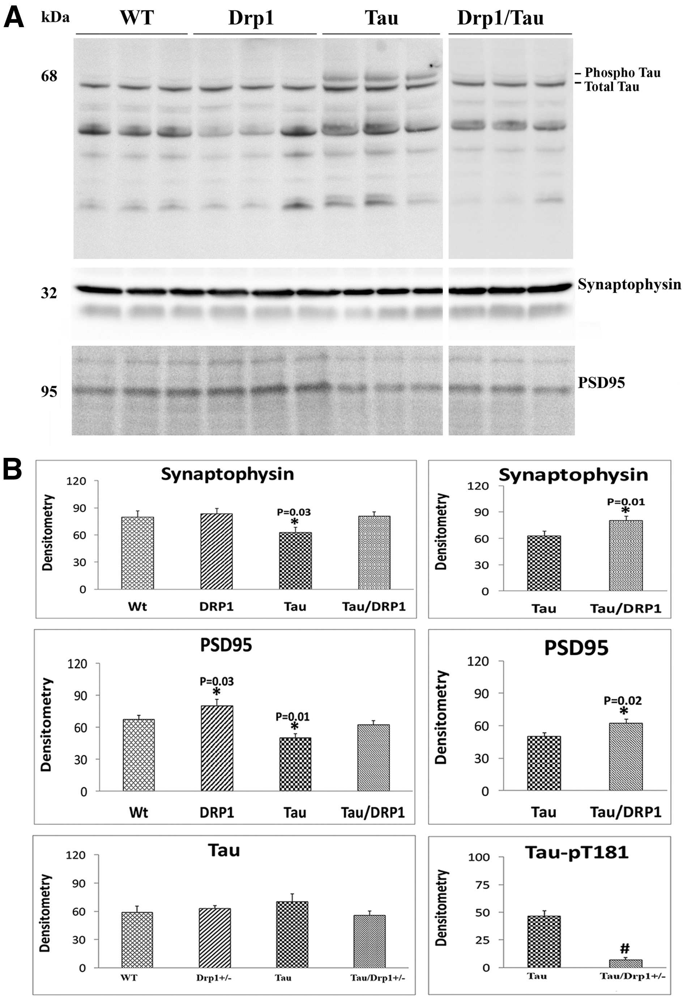 A
kDa WT Drp1 Tau Drp1/Tau
68
– Phospho Tau
– Total Tau
32
Synaptophysin
95
PSD95
B
Synaptophysin
Densitometry
120
90
60
30
0
P=0.03
*
Wt DRP1 Tau Tau/DRP1
Synaptophysin
Densitometry
120
90
60
30
0
P=0.01
*
Tau Tau/DRP1
PSD95
Densitometry
120
90
60
30
0
P=0.03
*
P=0.01
*
Wt DRP1 Tau Tau/DRP1
PSD95
Densitometry
120
90
60
30
0
P=0.02
*
Tau Tau/DRP1
Tau
Densitometry
120
90
60
30
0
WT Drp1+/- Tau Tau/Drp1+/-
Tau-pT181
Densitometry
100
75
50
25
0
#
Tau Tau/Drp1+/-